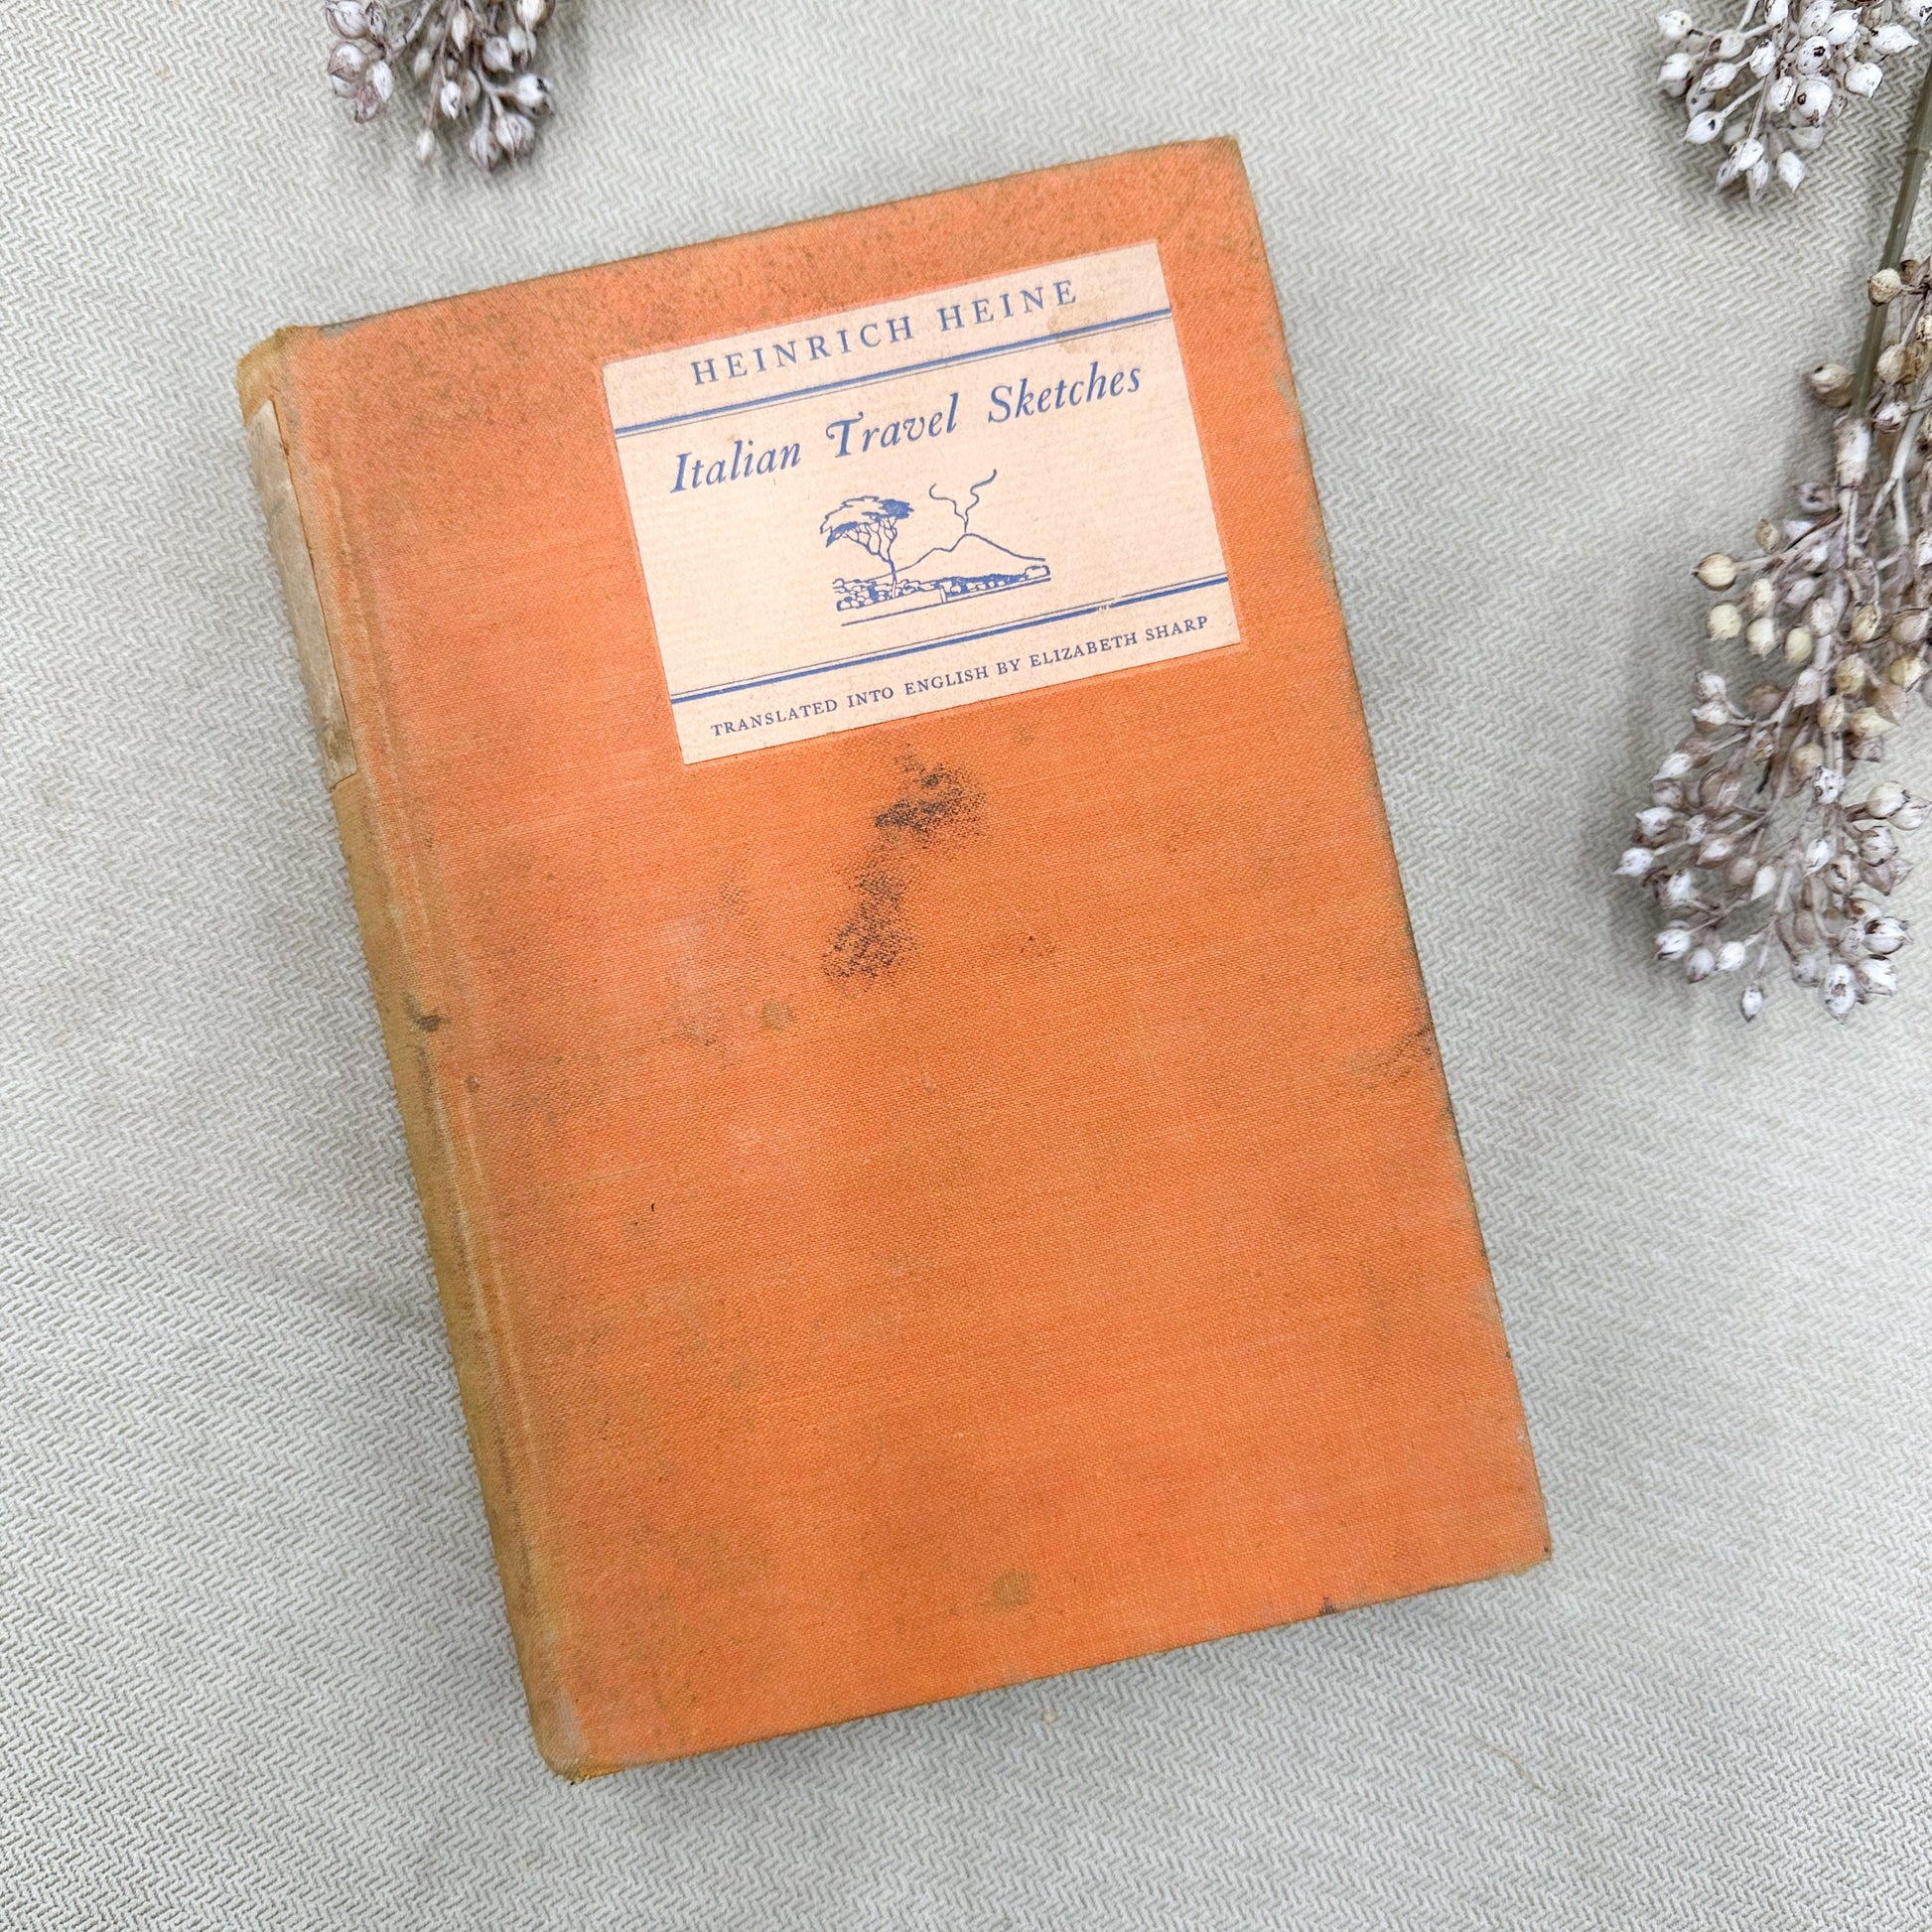 HEINRICH HEINE
Italian Travel Sketches
TRANSLATED INTO ENGLISH BY ELIZABETH SHARP